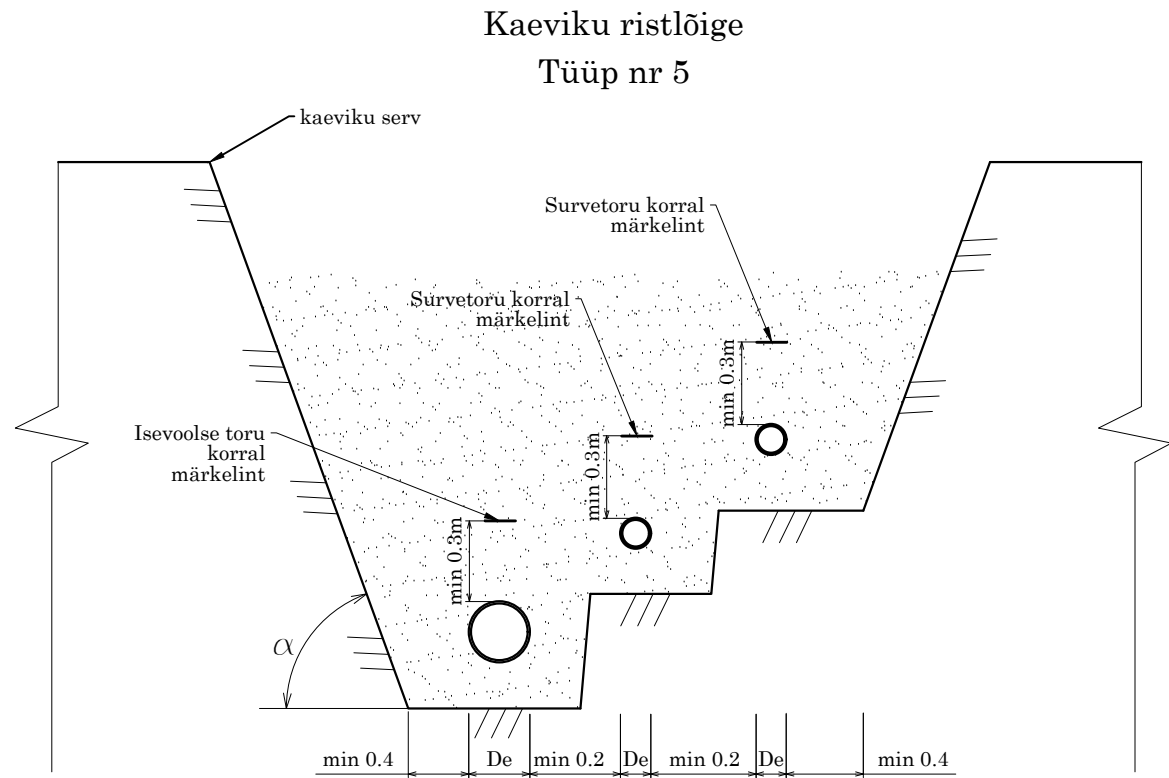 Kaeviku ristlõige
Tüüp nr 5
kaeviku serv
Survetoru korral
märkelint
Survetoru korral
märkelint
min 0.3m
Isevoolse toru
korral
märkelint
min 0.3m
min 0.3m
α
min 0.4 De min 0.2 De min 0.2 De min 0.4